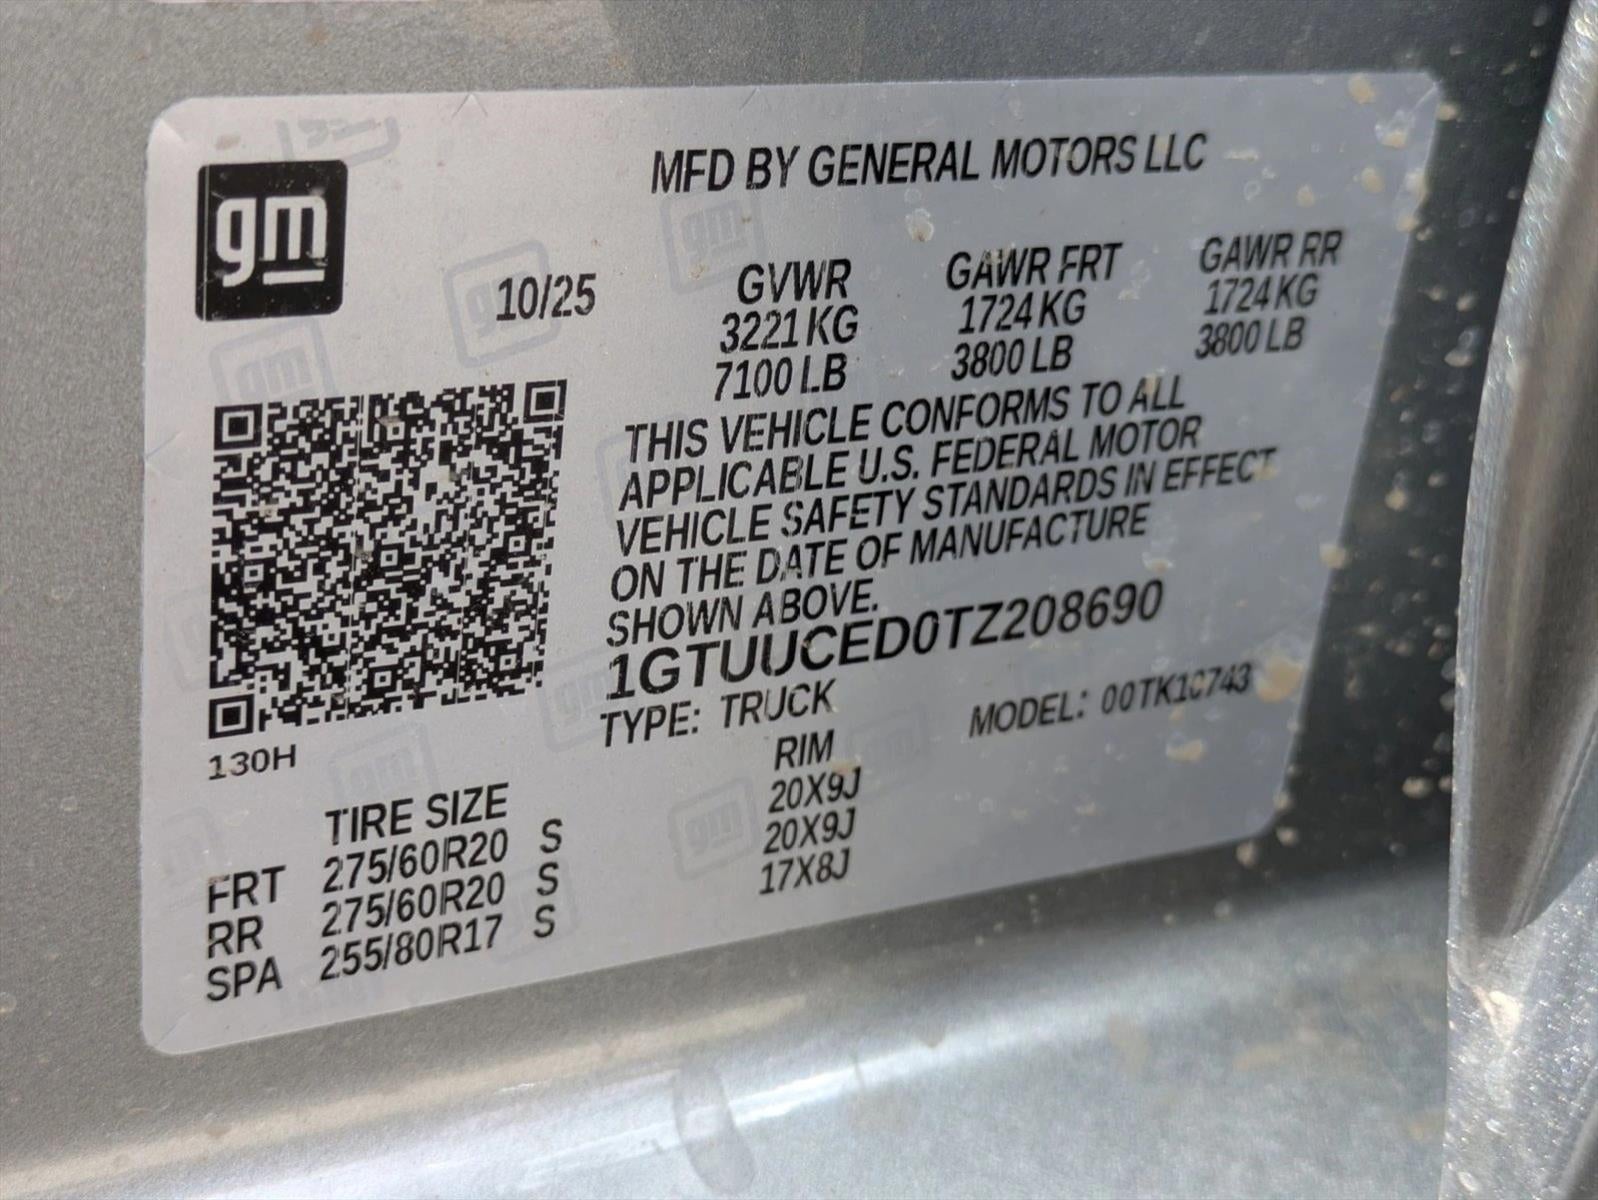 gm
MFD BY GENERAL MOTORS LLC
10/25
GVWR
3221 KG
7100 LB
GAWR FRT
1724 KG
3800 LB
GAWR RR
1724 KG
3800 LB
THIS VEHICLE CONFORMS TO ALL
APPLICABLE U.S. FEDERAL MOTOR
VEHICLE SAFETY STANDARDS IN EFFECT
ON THE DATE OF MANUFACTURE
SHOWN ABOVE.
1GTUUCED0TZ208690
TYPE: TRUCK MODEL: 00TK10743
130H
TIRE SIZE RIM
FRT 275/60R20 S 20X9J
RR 275/60R20 S 20X9J
SPA 255/80R17 S 17X8J